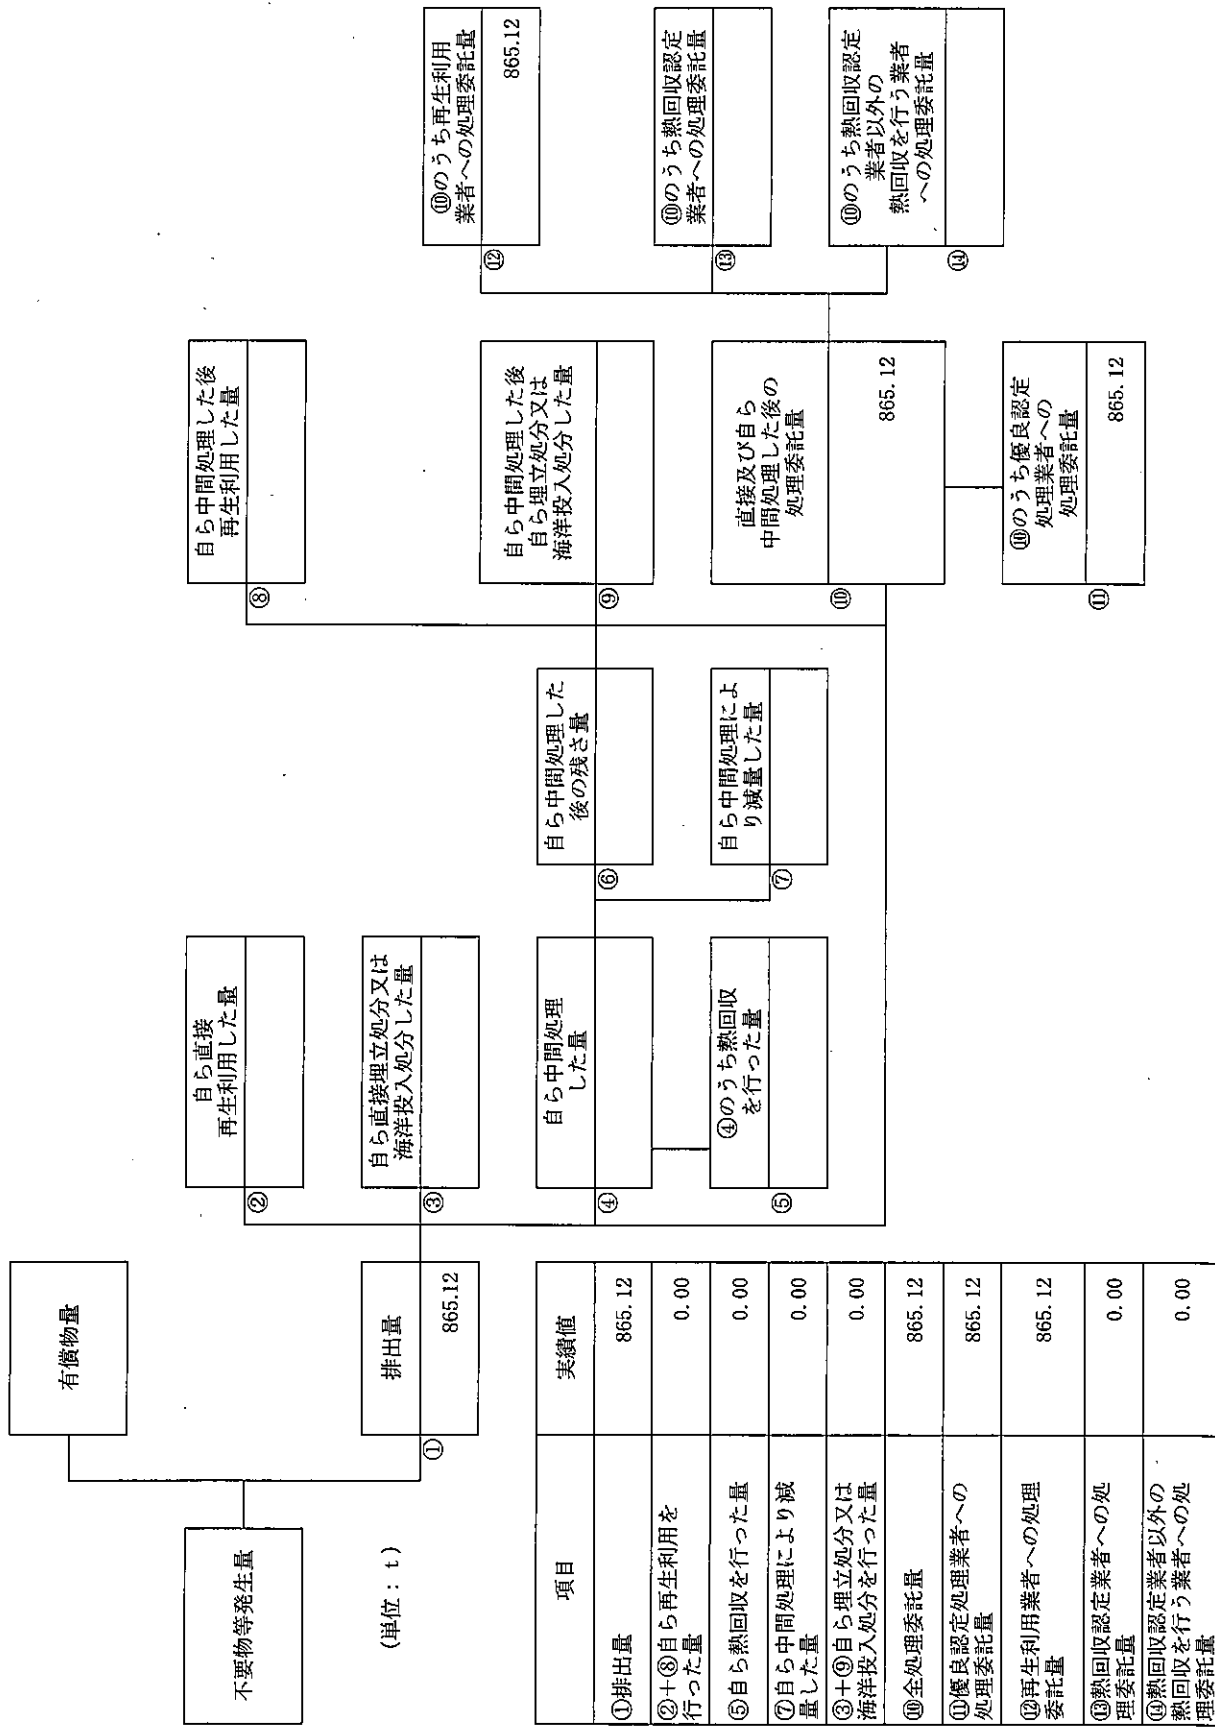 不要物等発生量
有償物量
①
排出量
865.12
(単位：t)
②
自ら直接
再生利用した量
③
自ら直接埋立処分又は
海洋投入処分した量
④
自ら中間処理
した量
⑤
④のうち熱回収
を行った量
⑥
自ら中間処理した
後の残さ量
⑦
自ら中間処理によ
り減量した量
⑧
自ら中間処理した後
再生利用した量
⑨
自ら中間処理した後
自ら埋立処分又は
海洋投入処分した量
⑩
直接及び自ら
中間処理した後の
処理委託量
865.12
⑪
⑩のうち優良認定
処理業者への
処理委託量
865.12
⑫
⑩のうち再生利用
業者への処理委託量
865.12
⑬
⑩のうち熱回収認定
業者への処理委託量
⑭
⑩のうち熱回収認定
業者以外の
熱回収を行う業者
への処理委託量
項目
実績値
①排出量
865.12
②+⑧自ら再生利用を
行った量
0.00
⑤自ら熱回収を行った量
0.00
⑦自ら中間処理により減
量した量
0.00
③+⑨自ら埋立処分又は
海洋投入処分を行った量
0.00
⑩全処理委託量
865.12
⑪優良認定処理業者への
処理委託量
865.12
⑫再生利用業者への処理
委託量
865.12
⑬熱回収認定業者への処
理委託量
0.00
⑭熱回収認定業者以外の
熱回収を行う業者への処
理委託量
0.00